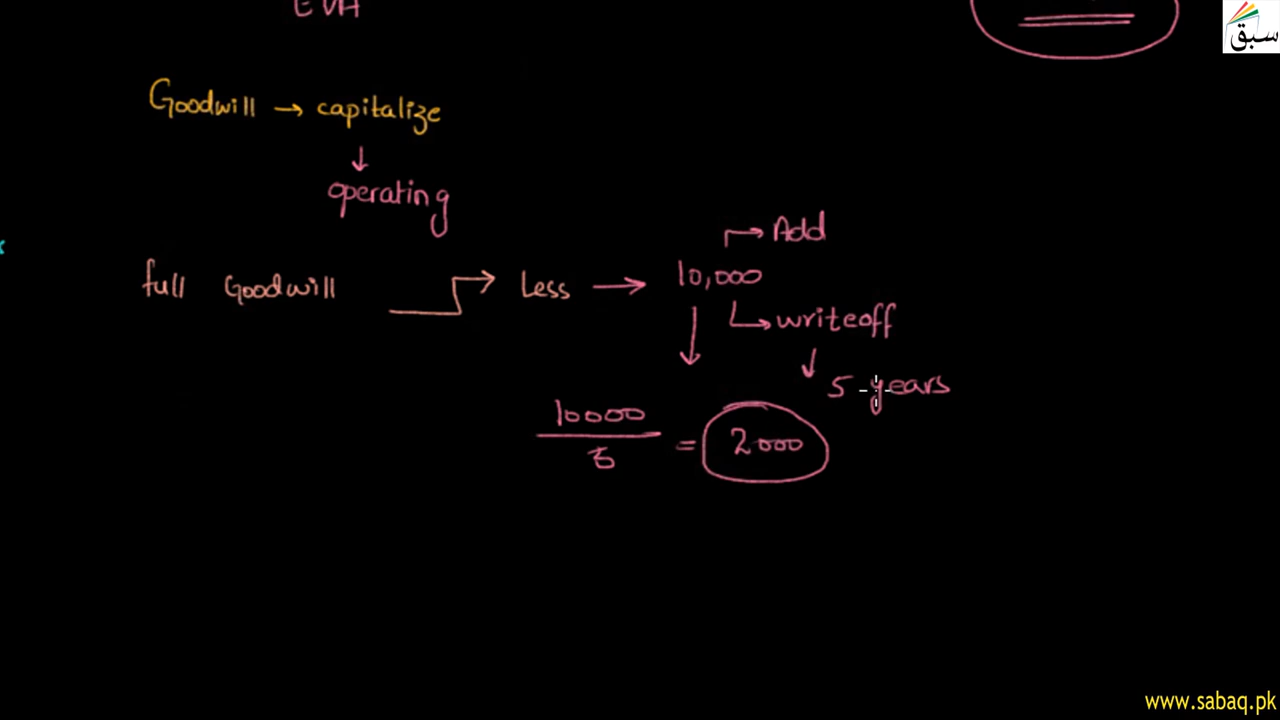 EVA
سبق
Goodwill → capitalize
↓
operating
Add
full Goodwill → Less → 10,000
writeoff
↓
5 years
10000
5
= 2000
www.sabaq.pk